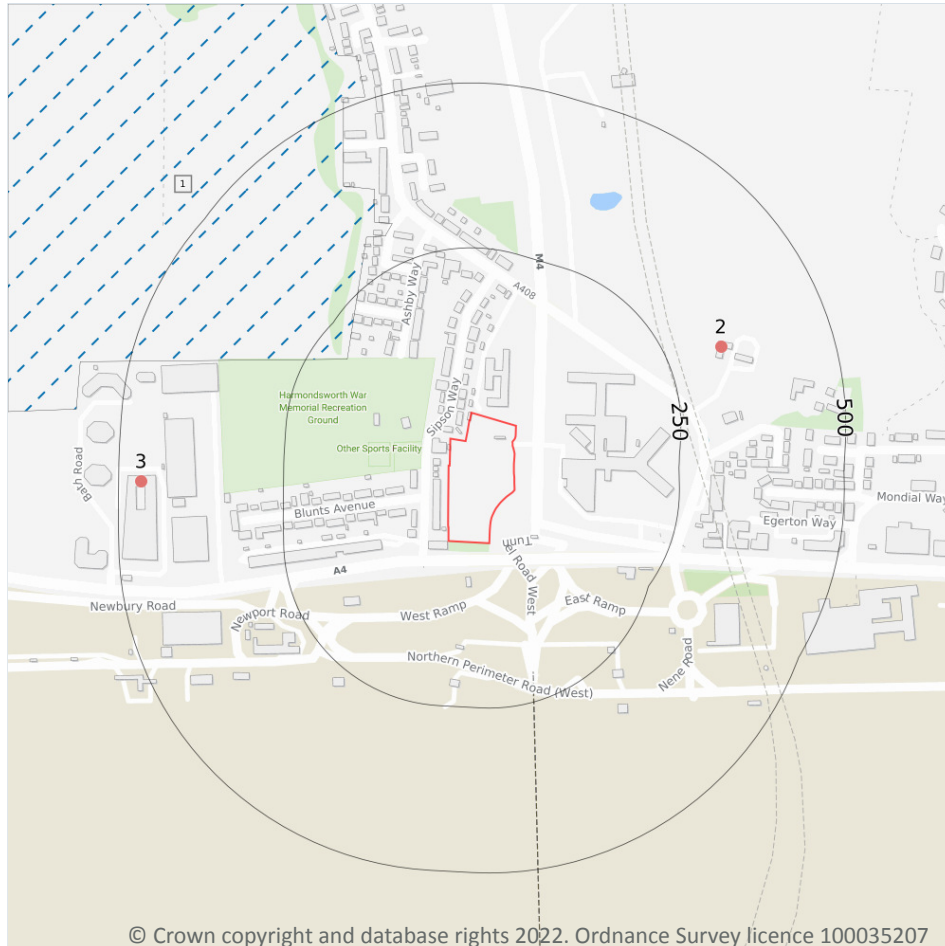 1
M4
A408
Ashby Way
2
Harmondsworth War
Memorial Recreation
Ground
Sipson Way
250
500
Other Sports Facility
Bath Road
3
Mondial Way
Blunts Avenue
Egerton Way
Tunnel Road West
A4
Newbury Road
Newport Road
West Ramp
East Ramp
Northern Perimeter Road (West)
Nene Road
© Crown copyright and database rights 2022. Ordnance Survey licence 100035207